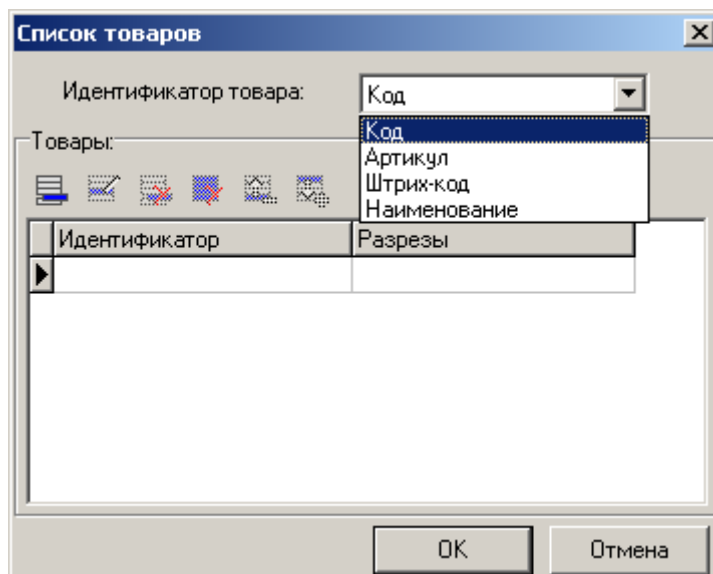 Список товаров
Идентификатор товара:
Код
Код
Артикул
Штрих-код
Наименование
Товары:
Идентификатор Разрезы
OK Отмена